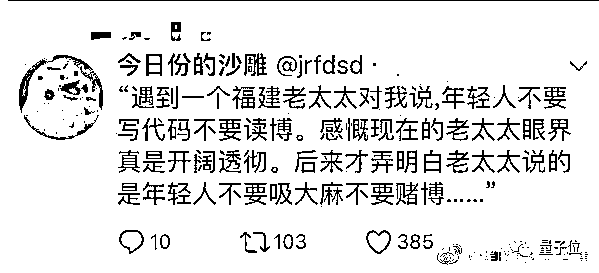 今日份的沙雕 @jrfdsd ·
“遇到一个福建老太太对我说,年轻人不要
写代码不要读博。感慨现在的老太太眼界
真是开阔透彻。后来才弄明白老太太说的
是年轻人不要吸大麻不要赌博......”
10 103 385
量子位